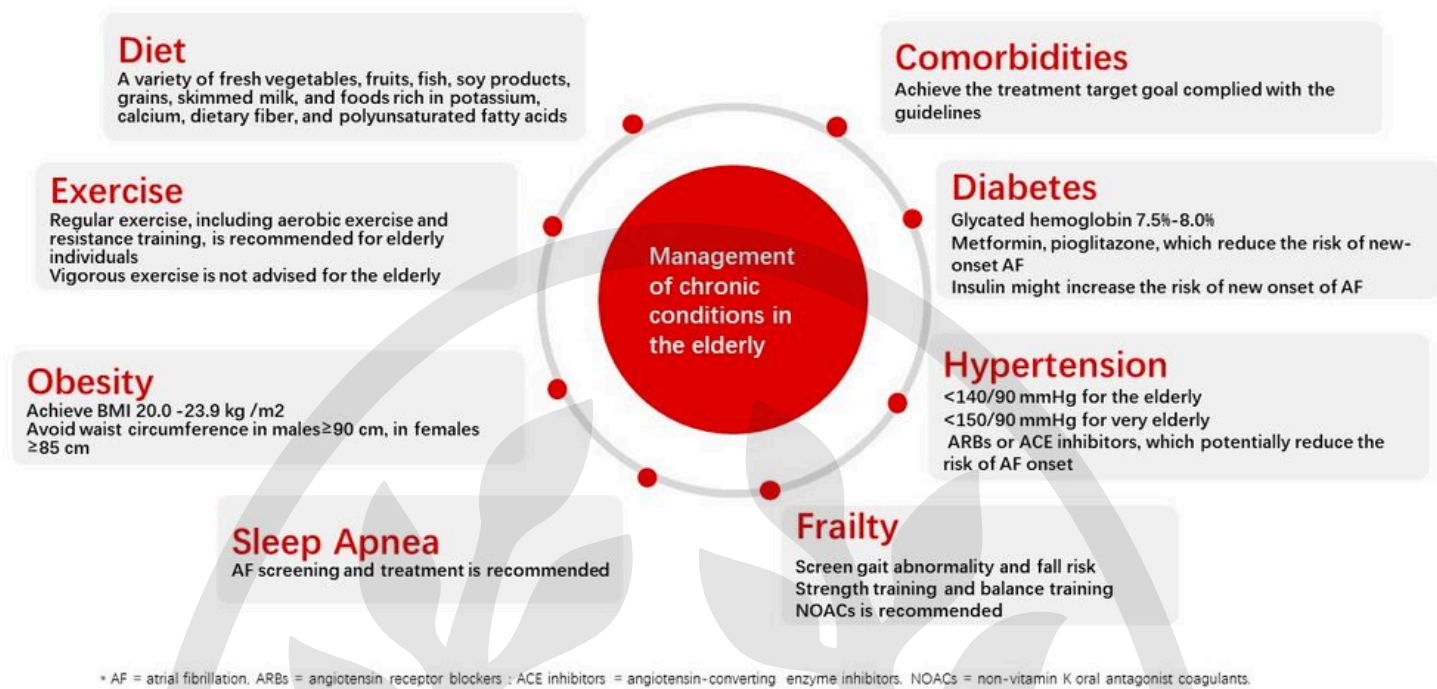 Diet
A variety of fresh vegetables, fruits, fish, soy products,
grains, skimmed milk, and foods rich in potassium,
calcium, dietary fiber, and polyunsaturated fatty acids
Exercise
Regular exercise, including aerobic exercise and
resistance training, is recommended for elderly
individuals
Vigorous exercise is not advised for the elderly
Obesity
Achieve BMI 20.0 -23.9 kg /m2
Avoid waist circumference in males≥90 cm, in females
≥85 cm
Sleep Apnea
AF screening and treatment is recommended
Management
of chronic
conditions in
the elderly
Comorbidities
Achieve the treatment target goal complied with the
guidelines
Diabetes
Glycated hemoglobin 7.5%-8.0%
Metformin, pioglitazone, which reduce the risk of new-
onset AF
Insulin might increase the risk of new onset of AF
Hypertension
<140/90 mmHg for the elderly
<150/90 mmHg for very elderly
ARBs or ACE inhibitors, which potentially reduce the
risk of AF onset
Frailty
Screen gait abnormality and fall risk
Strength training and balance training
NOACs is recommended
* AF = atrial fibrillation. ARBs = angiotensin receptor blockers ; ACE inhibitors = angiotensin-converting enzyme inhibitors. NOACs = non-vitamin K oral antagonist coagulants.